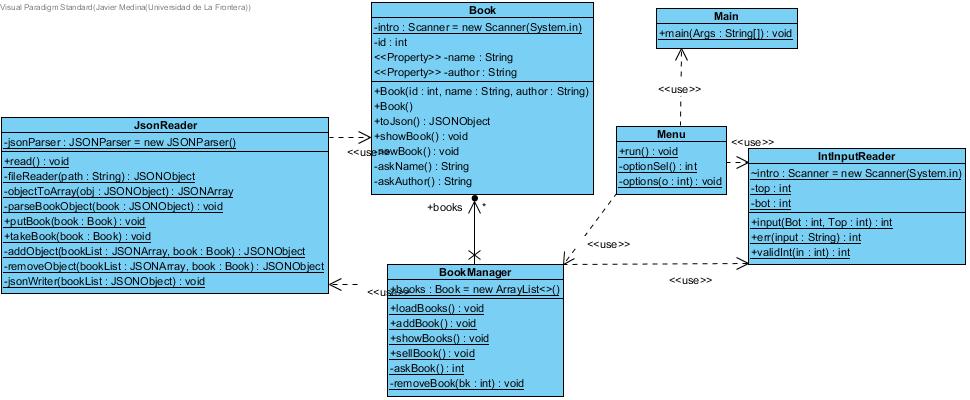 Visual Paradigm Standard(Javier Medina(Universidad de La Frontera))
Book
-intro : Scanner = new Scanner(System.in)
-id : int
<<Property>> -name : String
<<Property>> -author : String
+Book(id : int, name : String, author : String)
+Book()
+toJson() : JSONObject
+showBook() : void
-newBook() : void
-askName() : String
-askAuthor() : String
Main
+main(Args : String[]) : void
<<use>>
JsonReader
-jsonParser : JSONParser = new JSONParser()
+read() : void
-fileReader(path : String) : JSONObject
-objectToArray(obj : JSONObject) : JSONArray
-parseBookObject(book : JSONObject) : void
+putBook(book : Book) : void
+takeBook(book : Book) : void
-addObject(bookList : JSONArray, book : Book) : JSONObject
-removeObject(bookList : JSONArray, book : Book) : JSONObject
-jsonWriter(bookList : JSONObject) : void
<<use>>
Menu
+run() : void
-optionSel() : int
-options(o : int) : void
<<use>>
IntInputReader
~intro : Scanner = new Scanner(System.in)
-top : int
-bot : int
+input(Bot : int, Top : int) : int
+err(input : String) : int
+validInt(in : int) : int
+books
*
<<use>>
<<use>>
<<use>>
BookManager
+books : Book = new ArrayList<>()
+loadBooks() : void
+addBook() : void
+showBooks() : void
+sellBook() : void
-askBook() : int
-removeBook(bk : int) : void